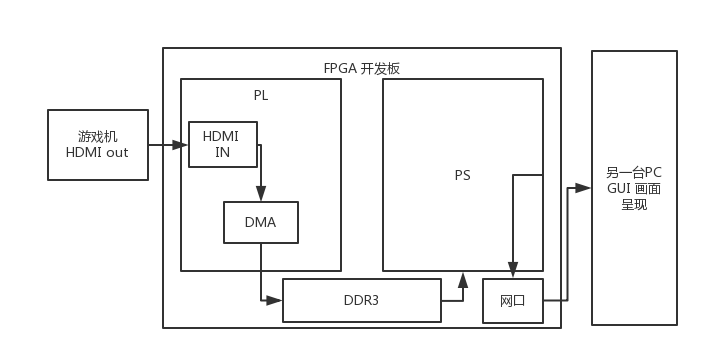 FPGA 开发板
PL
游戏机
HDMI out
HDMI
IN
DMA
PS
DDR3
网口
另一台PC
GUI 画面
呈现